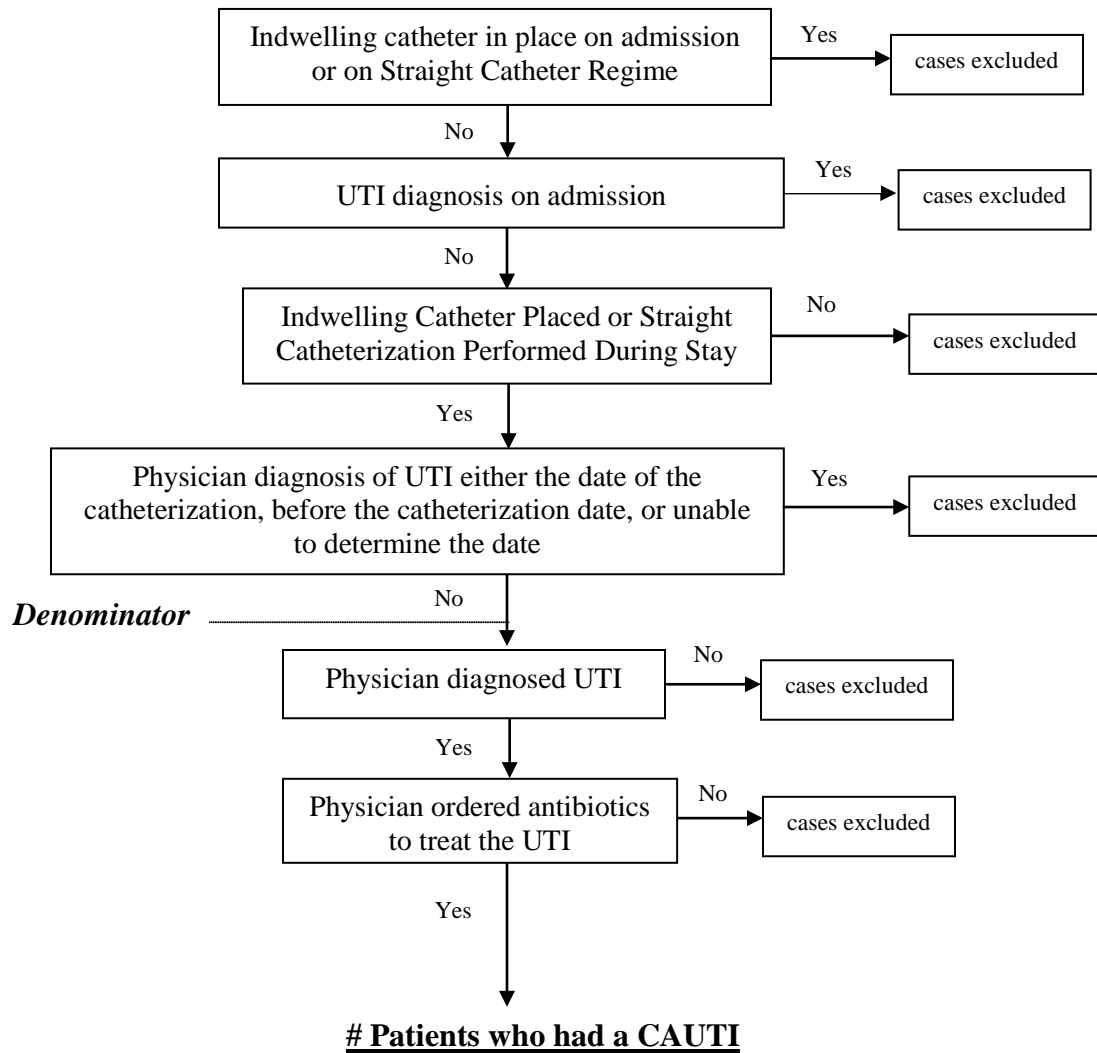 Indwelling catheter in place on admission
or on Straight Catheter Regime
Yes
cases excluded
No
UTI diagnosis on admission
Yes
cases excluded
No
Indwelling Catheter Placed or Straight
Catheterization Performed During Stay
No
cases excluded
Yes
Physician diagnosis of UTI either the date of the
catheterization, before the catheterization date, or unable
to determine the date
Yes
cases excluded
No
Denominator
Physician diagnosed UTI
No
cases excluded
Yes
Physician ordered antibiotics
to treat the UTI
No
cases excluded
Yes
# Patients who had a CAUTI